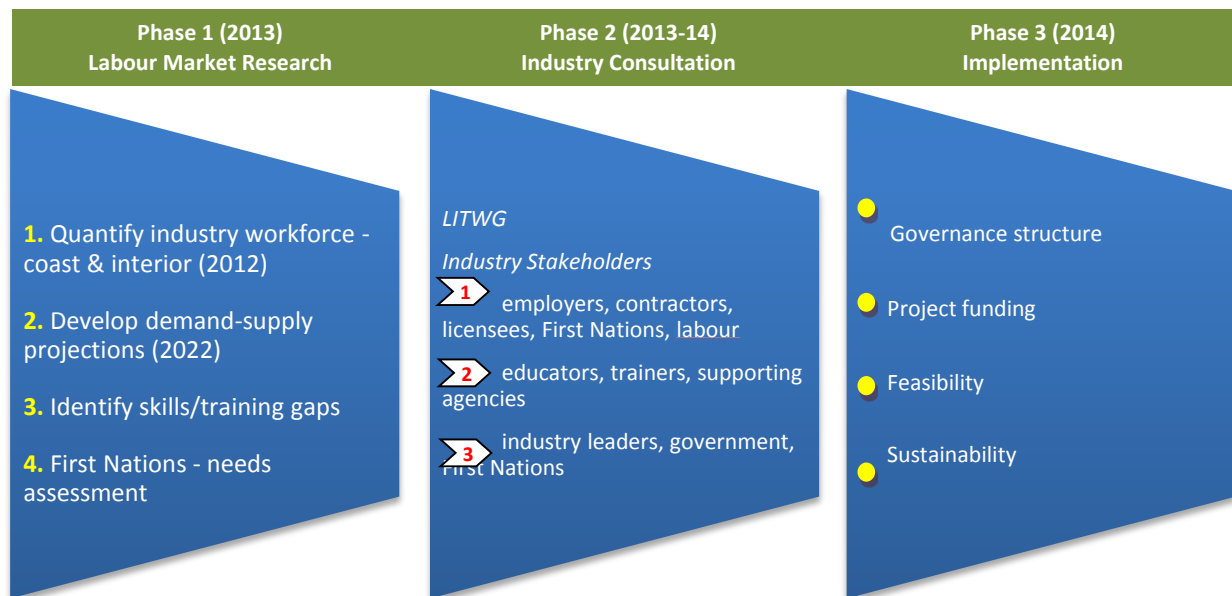 Phase 1 (2013)
Labour Market Research
Phase 2 (2013-14)
Industry Consultation
Phase 3 (2014)
Implementation
1. Quantify industry workforce -
coast & interior (2012)
2. Develop demand-supply
projections (2022)
3. Identify skills/training gaps
4. First Nations - needs
assessment
LITWG
Industry Stakeholders
1 employers, contractors,
licensees, First Nations, labour
2 educators, trainers, supporting
agencies
3 industry leaders, government,
First Nations
Governance structure
Project funding
Feasibility
Sustainability